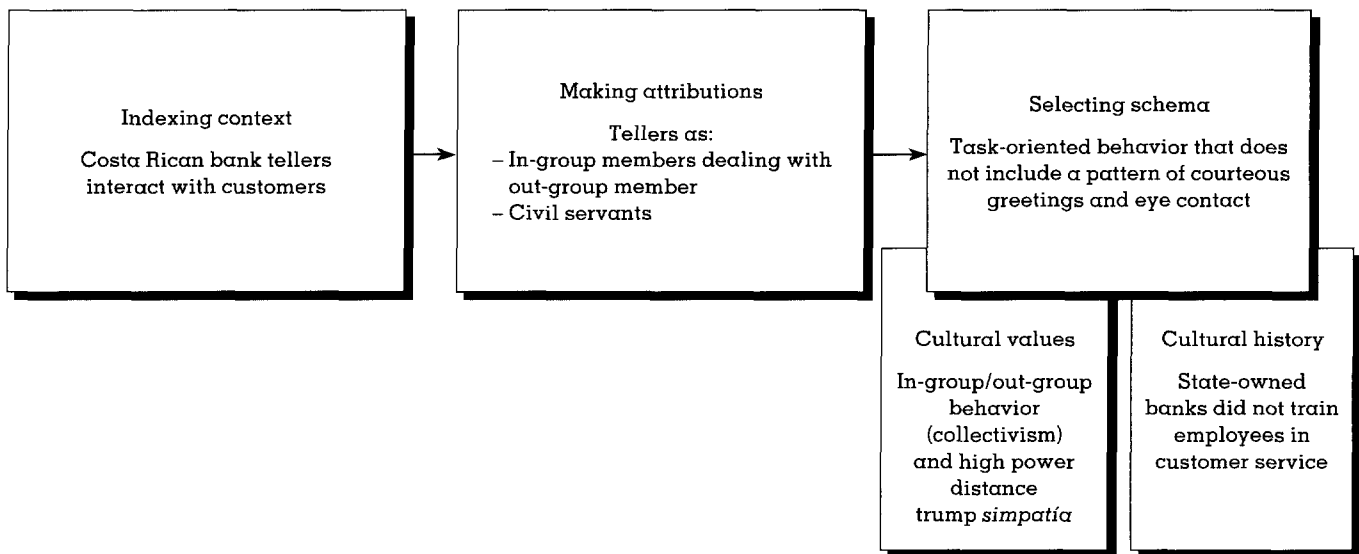 Indexing context
Costa Rican bank tellers
interact with customers
Making attributions
Tellers as:
– In-group members dealing with
out-group member
– Civil servants
Selecting schema
Task-oriented behavior that does
not include a pattern of courteous
greetings and eye contact
Cultural values
In-group/out-group
behavior
(collectivism)
and high power
distance
trump simpatía
Cultural history
State-owned
banks did not train
employees in
customer service